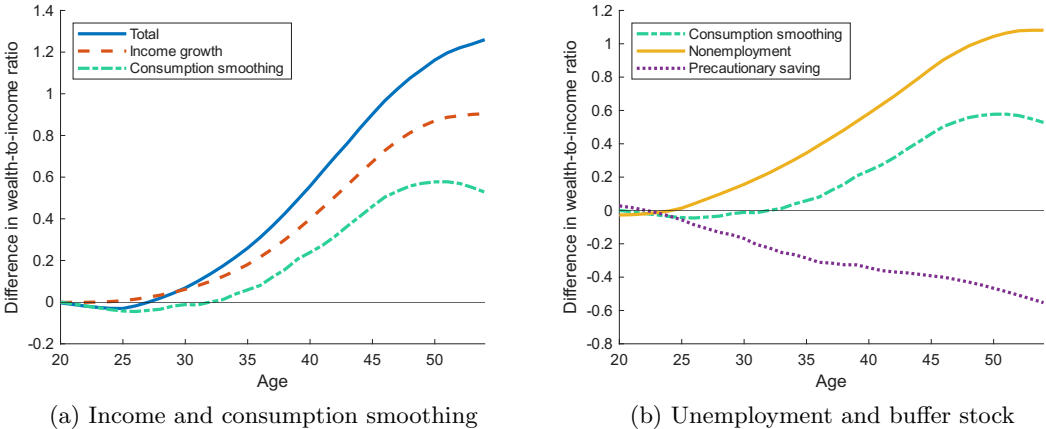 Difference in wealth-to-income ratio
1.4
1.2
1
0.8
0.6
0.4
0.2
0
-0.2
Total
Income growth
Consumption smoothing
20 25 30 35 40 45 50
Age
(a) Income and consumption smoothing
Difference in wealth-to-income ratio
1.2
1
0.8
0.6
0.4
0.2
0
-0.2
-0.4
-0.6
-0.8
Consumption smoothing
Nonemployment
Precautionary saving
20 25 30 35 40 45 50
Age
(b) Unemployment and buffer stock